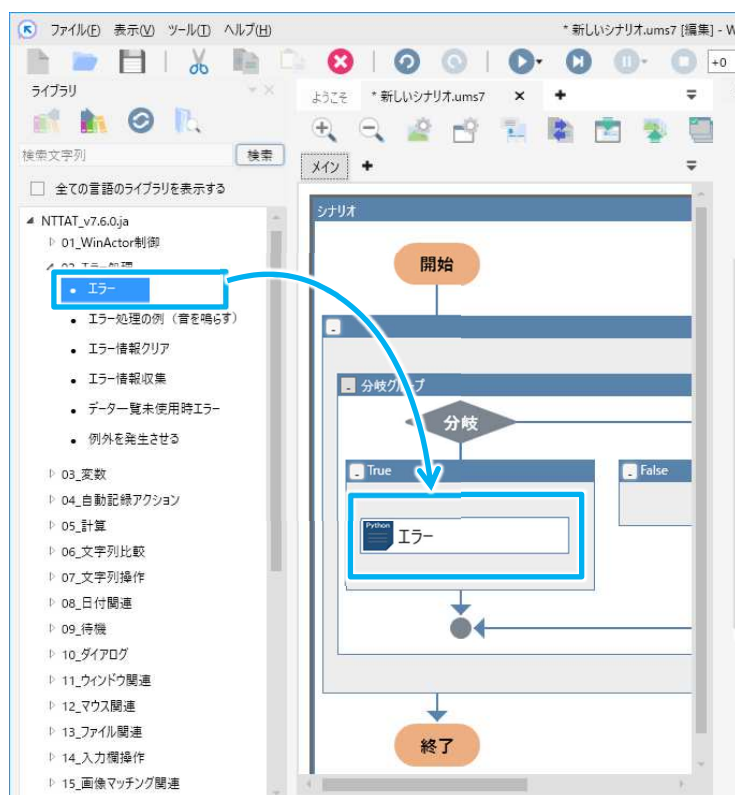 ファイル(F) 表示(V) ツール(T) ヘルプ(H)
* 新しいシナリオ.ums7 [編集] - W
+0
ライブラリ
ようこそ * 新しいシナリオ.ums7
検索文字列 検索
メイン
全ての言語のライブラリを表示する
シナリオ
NTTAT_v7.6.0.ja
01_WinActor制御
02_エラー処理
開始
エラー
エラー処理の例（音を鳴らす）
エラー情報クリア
エラー情報収集
分岐グループ
データ一覧未使用時エラー
分岐
例外を発生させる
True
False
03_変数
04_自動記録アクション
05_計算
Python
エラー
06_文字列比較
07_文字列操作
08_日付関連
09_待機
10_ダイアログ
11_ウィンドウ関連
12_マウス関連
13_ファイル関連
終了
14_入力欄操作
15_画像マッチング関連